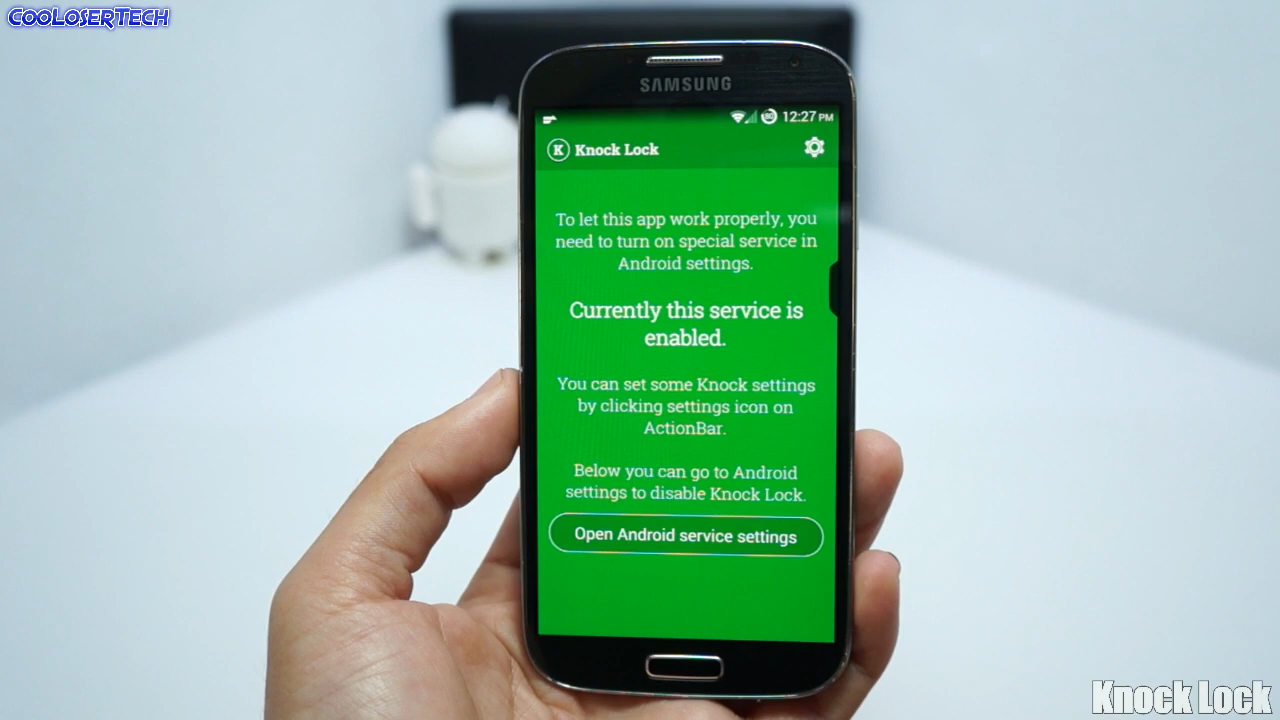 CoOLoSerTech
SAMSUNG
12:27 PM
K Knock Lock
To let this app work properly, you
need to turn on special service in
Android settings.
Currently this service is
enabled.
You can set some Knock settings
by clicking settings icon on
ActionBar.
Below you can go to Android
settings to disable Knock Lock.
Open Android service settings
Knock Lock